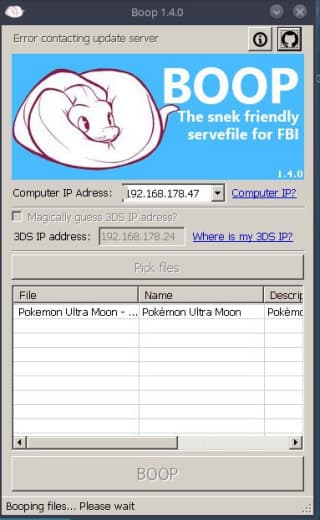 Boop 1.4.0
Error contacting update server
BOOP
The snek friendly
servefile for FBI
1.4.0
Computer IP Adress: 192.168.178.47 Computer IP?
Magically guess 3DS IP adress?
3DS IP address: 192.168.178.24 Where is my 3DS IP?
Pick files
File Name Descrip
Pokemon Ultra Moon - ... Pokémon Ultra Moon Pokémo
BOOP
Booping files... Please wait